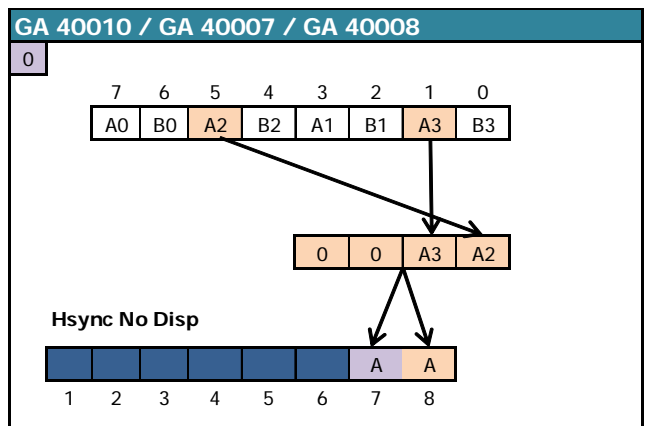 GA 40010 / GA 40007 / GA 40008
0
7 6 5 4 3 2 1 0
A0 B0 A2 B2 A1 B1 A3 B3
0 0 A3 A2
Hsync No Disp
A A
1 2 3 4 5 6 7 8